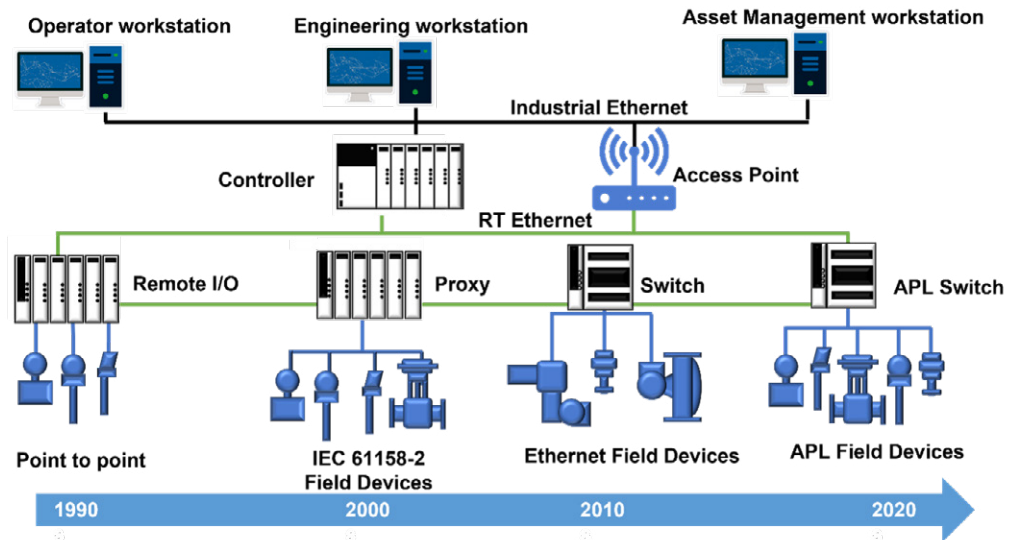 Operator workstation
Engineering workstation
Asset Management workstation
Industrial Ethernet
Controller
Access Point
RT Ethernet
Remote I/O
Proxy
Switch
APL Switch
Point to point
IEC 61158-2
Field Devices
Ethernet Field Devices
APL Field Devices
1990
2000
2010
2020